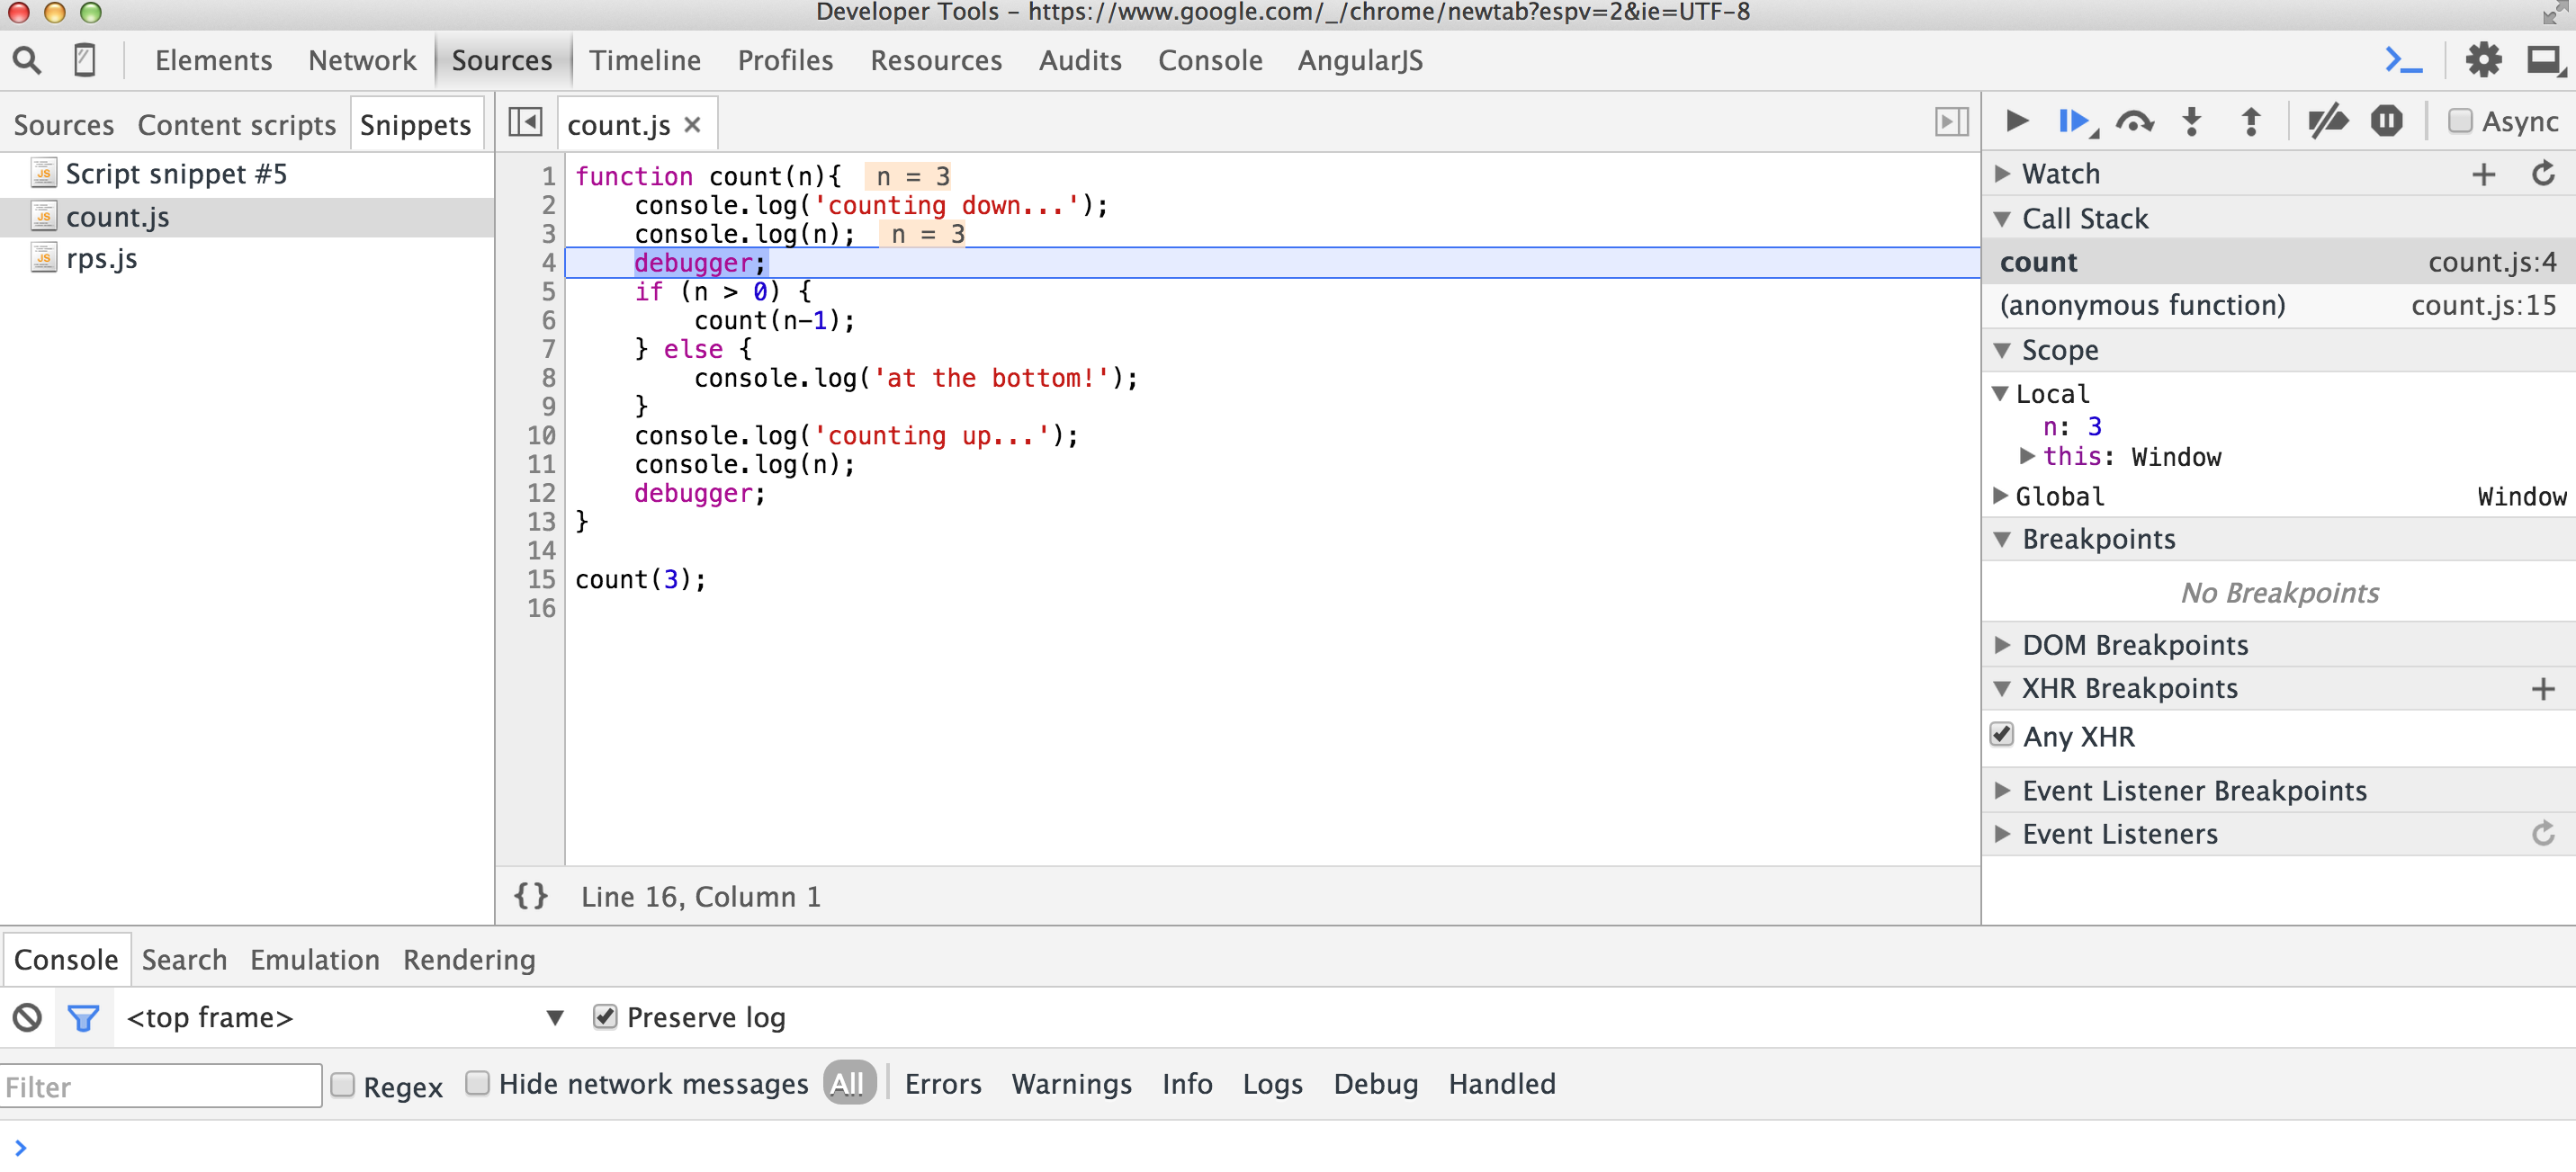 Developer Tools - https://www.google.com/_/chrome/newtab?espv=2&ie=UTF-8
Elements Network Sources Timeline Profiles Resources Audits Console AngularJS
Sources Content scripts Snippets
Script snippet #5
count.js
rps.js
count.js ×
1 function count(n){ n = 3
2 console.log('counting down...');
3 console.log(n); n = 3
4 debugger;
5 if (n > 0) {
6 count(n-1);
7 } else {
8 console.log('at the bottom!');
9 }
10 console.log('counting up...');
11 console.log(n);
12 debugger;
13 }
14
15 count(3);
16
{} Line 16, Column 1
Async
Watch
Call Stack
count count.js:4
(anonymous function) count.js:15
Scope
Local
n: 3
this: Window
Global Window
Breakpoints
No Breakpoints
DOM Breakpoints
XHR Breakpoints
Any XHR
Event Listener Breakpoints
Event Listeners
Console Search Emulation Rendering
<top frame> Preserve log
Filter Regex Hide network messages All Errors Warnings Info Logs Debug Handled